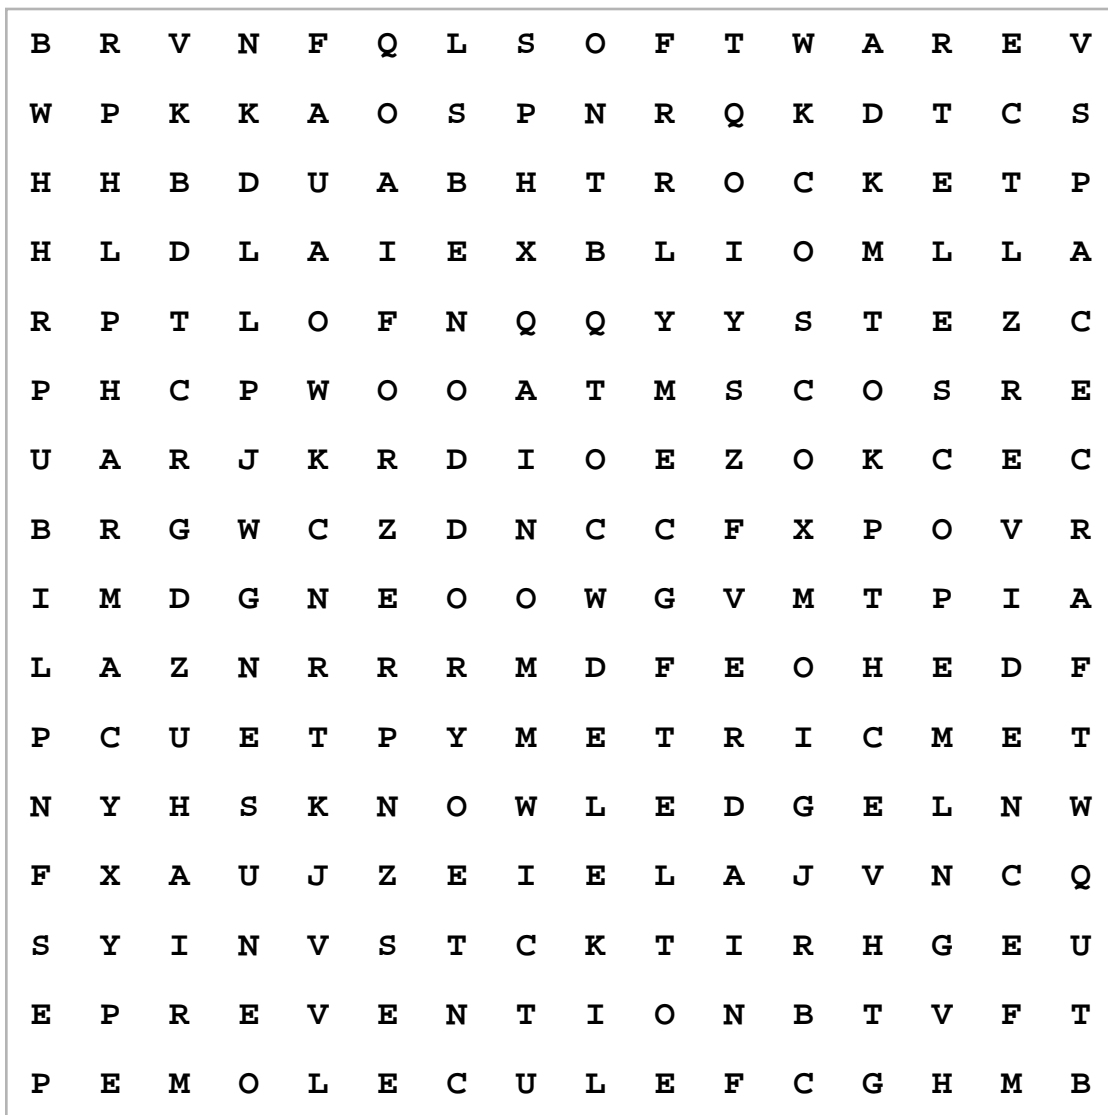 B R V N F Q L S O F T W A R E V
W P K K A O S P N R Q K D T C S
H H B D U A B H T R O C K E T P
H L D L A I E X B L I O M L L A
R P T L O F N Q Q Y Y S T E Z C
P H C P W O O A T M S C O S R E
U A R J K R D I O E Z O K C E C
B R G W C Z D N C C F X P O V R
I M D G N E O O W G V M T P I A
L A Z N R R R M D F E O H E D F
P C U E T P Y M E T R I C M E T
N Y H S K N O W L E D G E L N W
F X A U J Z E I E L A J V N C Q
S Y I N V S T C K T I R H G E U
E P R E V E N T I O N B T V F T
P E M O L E C U L E F C G H M B